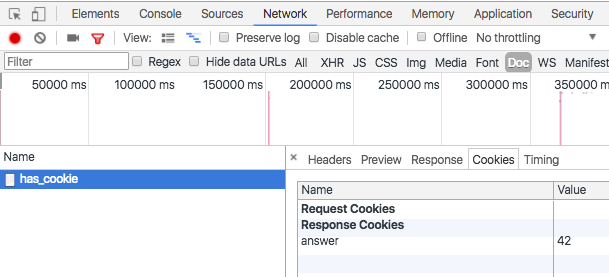 Elements Console Sources Network Performance Memory Application Security
View: Preserve log Disable cache Offline No throttling
Filter Regex Hide data URLs All XHR JS CSS Img Media Font Doc WS Manifest
50000 ms 100000 ms 150000 ms 200000 ms 250000 ms 300000 ms 350000 ms
Name
has_cookie
× Headers Preview Response Cookies Timing
Name Value
Request Cookies
Response Cookies
answer 42